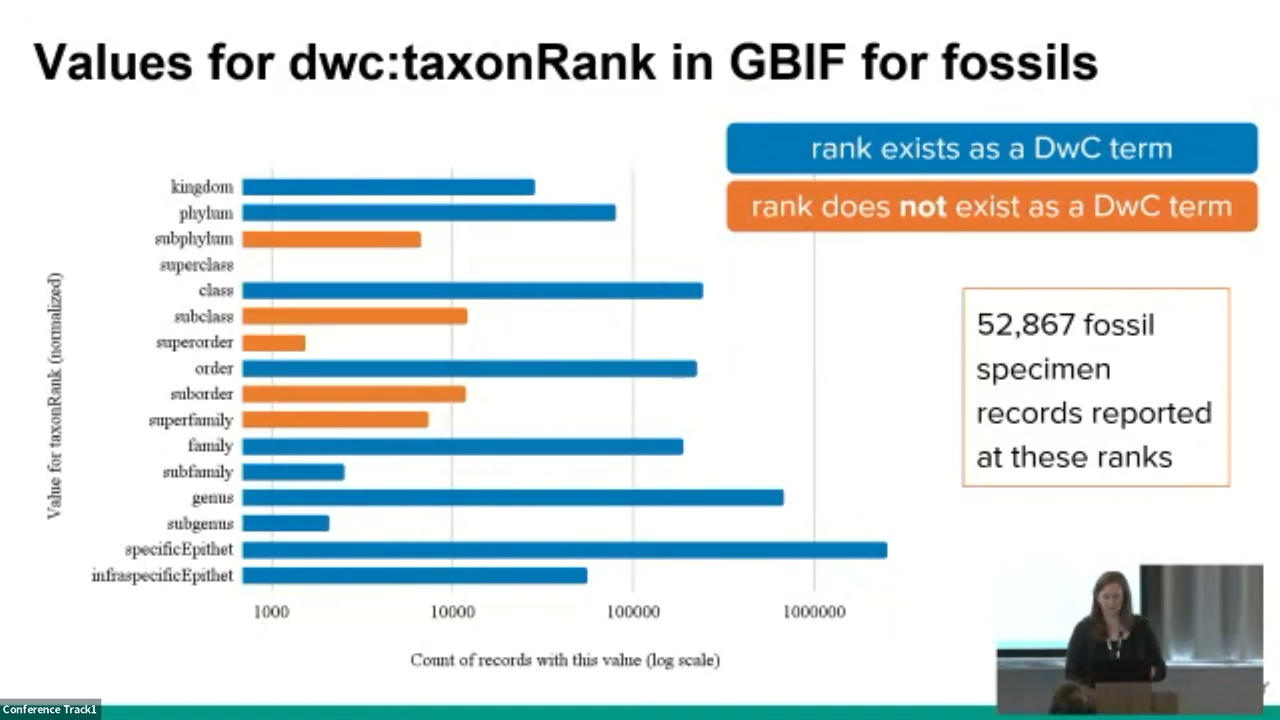 Values for dwc:taxonRank in GBIF for fossils
rank exists as a DwC term
rank does not exist as a DwC term
Value for taxonRank (normalized)
kingdom
phylum
subphylum
superclass
class
subclass
superorder
order
suborder
superfamily
family
subfamily
genus
subgenus
specificEpithet
infraspecificEpithet
1000
10000
100000
1000000
Count of records with this value (log scale)
52,867 fossil
specimen
records reported
at these ranks
Conference Track1